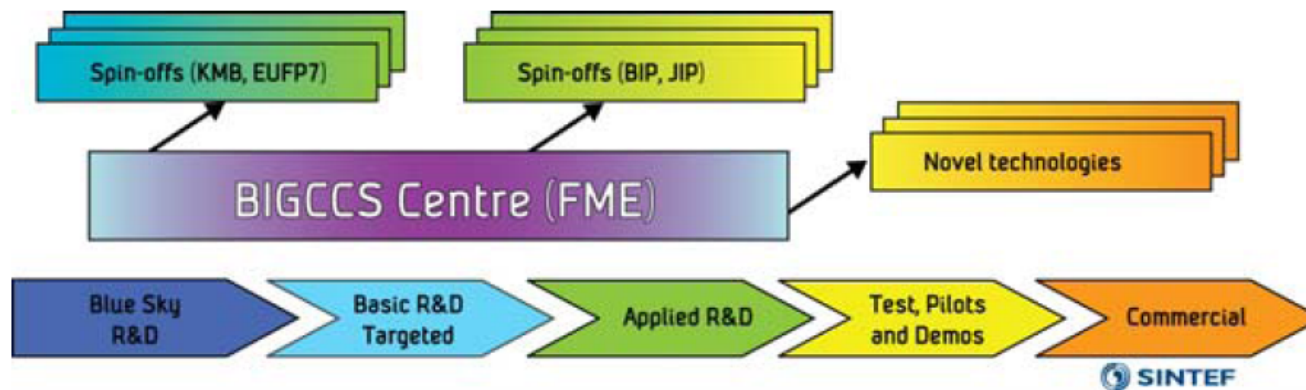 Spin-offs (KMB, EUFP7)
Spin-offs (BIP, JIP)
Novel technologies
BIGCCS Centre (FME)
Blue Sky
R&D
Basic R&D
Targeted
Applied R&D
Test, Pilots
and Demos
Commercial
SINTEF